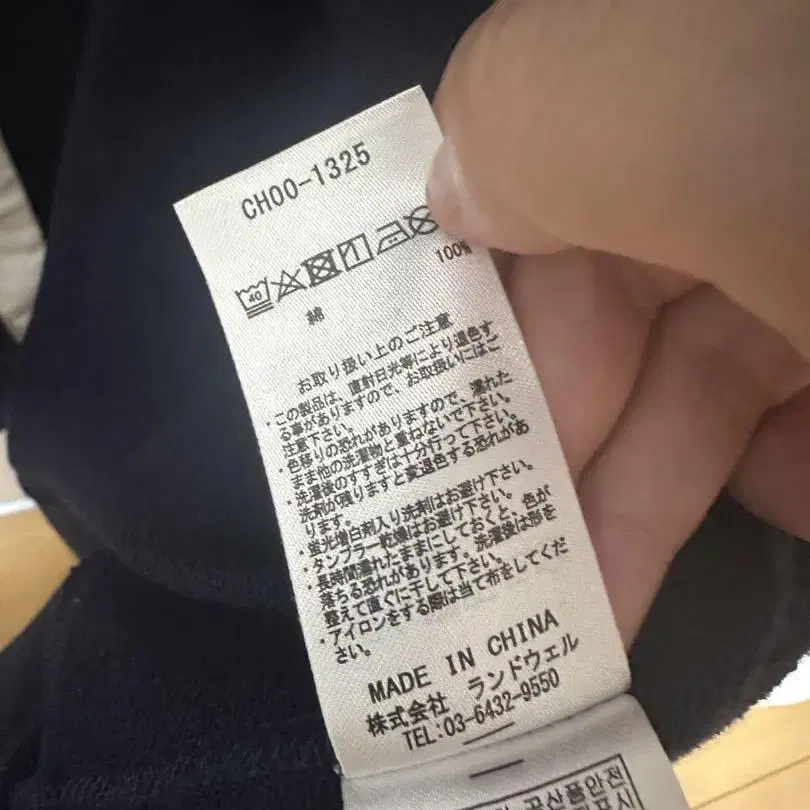 CH00-1325
40
綿 100%
お取り扱い上のご注意
・この製品は、直射日光等により退色す
る事がありますので、お取扱いにはご
注意下さい。
・色移りの恐れがありますので、濡れた
まま他の洗濯物と重ねないで下さい。
・洗濯後のすすぎは十分行って下さい。
洗剤が残りますと変退色する恐れがあ
ります。
・蛍光増白剤入り洗剤はお避け下さい。
・タンブラー乾燥はお避け下さい。
・長時間濡れたままにしておくと、色が
落ちる恐れがあります。洗濯後は形を
整えて直ぐに干して下さい。
・アイロンをする際は当て布をしてくだ
さい。
MADE IN CHINA
株式会社 ランドウェル
TEL:03-6432-9550
공산품안전